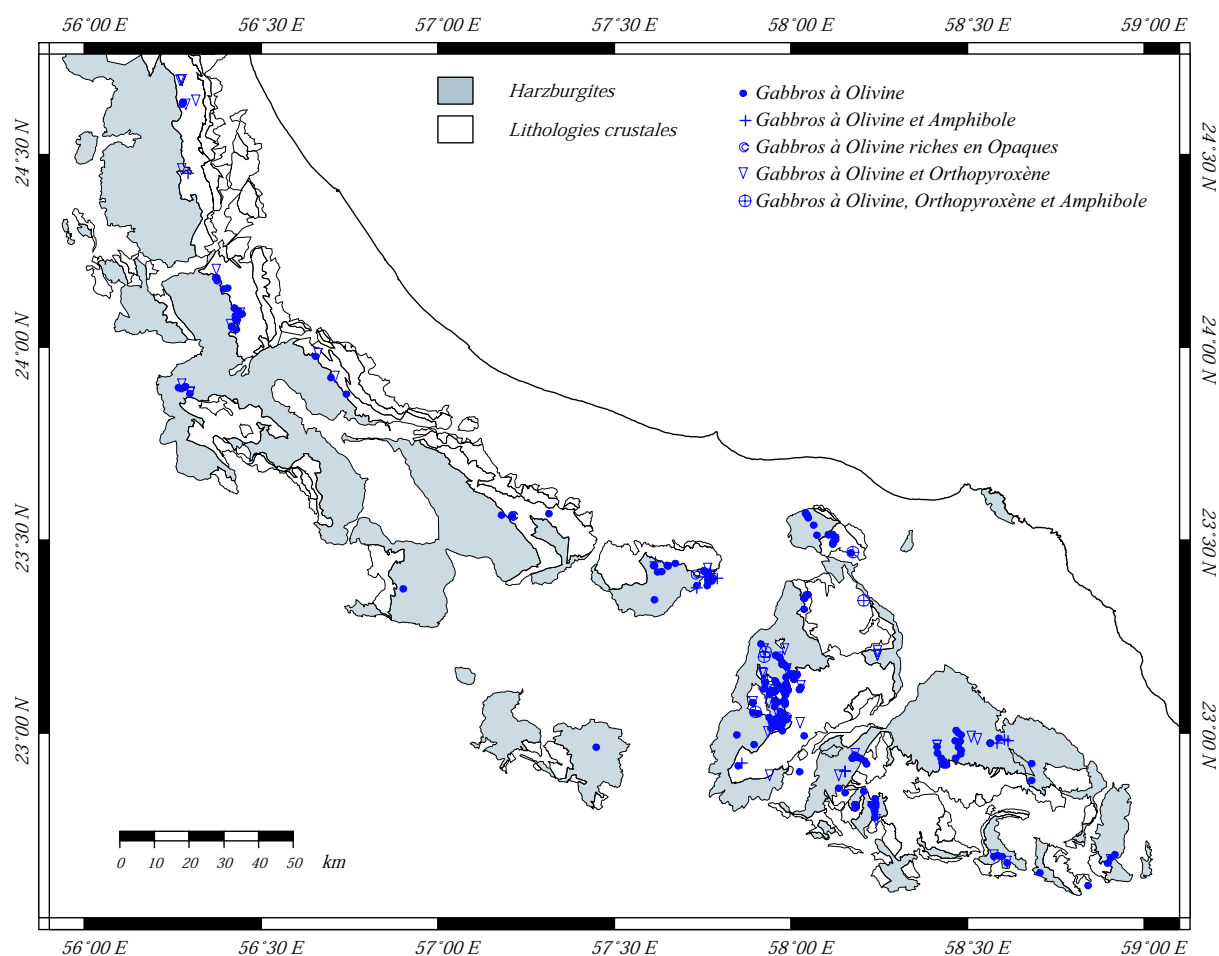 56˚00 E 56˚30 E 57˚00 E 57˚30 E 58˚00 E 58˚30 E 59˚00 E
Harzburgites
Lithologies crustales
Gabbros à Olivine
Gabbros à Olivine et Amphibole
Gabbros à Olivine riches en Opaques
Gabbros à Olivine et Orthopyroxène
Gabbros à Olivine, Orthopyroxène et Amphibole
24˚30 N
24˚30 N
24˚00 N
24˚00 N
23˚30 N
23˚30 N
23˚00 N
23˚00 N
0 10 20 30 40 50 km
56˚00 E 56˚30 E 57˚00 E 57˚30 E 58˚00 E 58˚30 E 59˚00 E